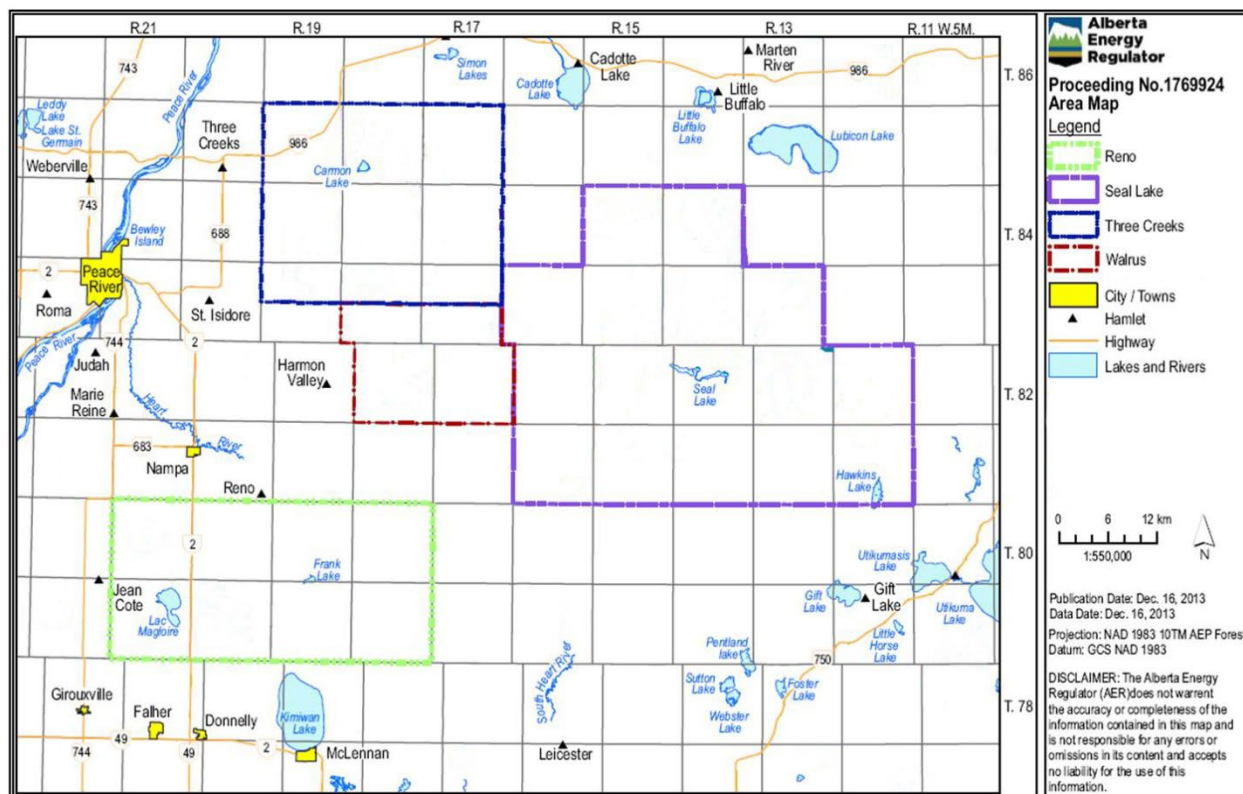 R.21
R.19
R.17
R.15
R.13
R.11 W.5M.
T. 86
T. 84
T. 82
T. 80
T. 78
743
Peace River
Simon
Lakes
Cadotte
Lake
Cadotte
Lake
Marten
River
986
Little
Buffalo
Little
Buffalo
Lake
Lubicon Lake
Leddy
Lake
Lake St.
Germain
Three
Creeks
986
Weberville
Carmon
Lake
743
688
Bewley
Island
2
Peace
River
Roma
St. Isidore
Peace River
744
2
Judah
Harmon
Valley
Marie
Reine
Heart
River
Seal
Lake
683
Nampa
Reno
Hawkins
Lake
2
Jean
Cote
Frank
Lake
Lac
Magloire
Utikumasis
Lake
Gift
Lake
Gift
Lake
Utikuma
Lake
Little
Horse
Lake
Pentland
lake
750
South Heart River
Sutton
Lake
Foster
Lake
Webster
Lake
Girouxville
Falher
Donnelly
Kimiwan
Lake
744
49
49
2
McLennan
Leicester
Alberta
Energy
Regulator
Proceeding No.1769924
Area Map
Legend
Reno
Seal Lake
Three Creeks
Walrus
City / Towns
Hamlet
Highway
Lakes and Rivers
0 6 12 km
1:550,000
N
Publication Date: Dec. 16, 2013
Data Date: Dec. 16, 2013
Projection: NAD 1983 10TM AEP Fores
Datum: GCS NAD 1983
DISCLAIMER: The Alberta Energy
Regulator (AER)does not warrent
the accuracy or completeness of the
information contained in this map and
is not responsible for any errors or
omissions in its content and accepts
no liability for the use of this
information.